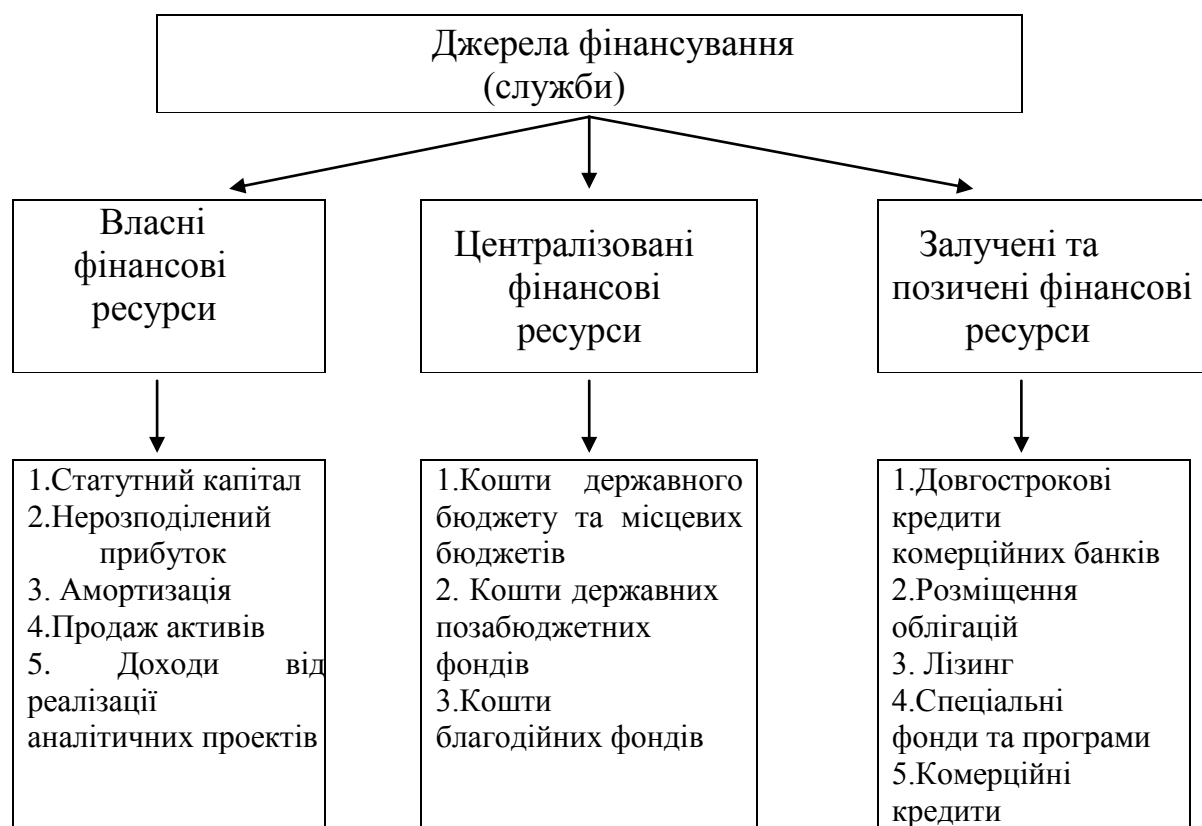 Джерела фінансування
(служби)
Власні
фінансові
ресурси
Централізовані
фінансові
ресурси
Залучені та
позичені фінансові
ресурси
1.Статутний капітал
2.Нерозподілений
прибуток
3. Амортизація
4.Продаж активів
5. Доходи від
реалізації
аналітичних проектів
1.Кошти державного
бюджету та місцевих
бюджетів
2. Кошти державних
позабюджетних
фондів
3.Кошти
благодійних фондів
1.Довгострокові
кредити
комерційних банків
2.Розміщення
облігацій
3. Лізинг
4.Спеціальні
фонди та програми
5.Комерційні
кредити